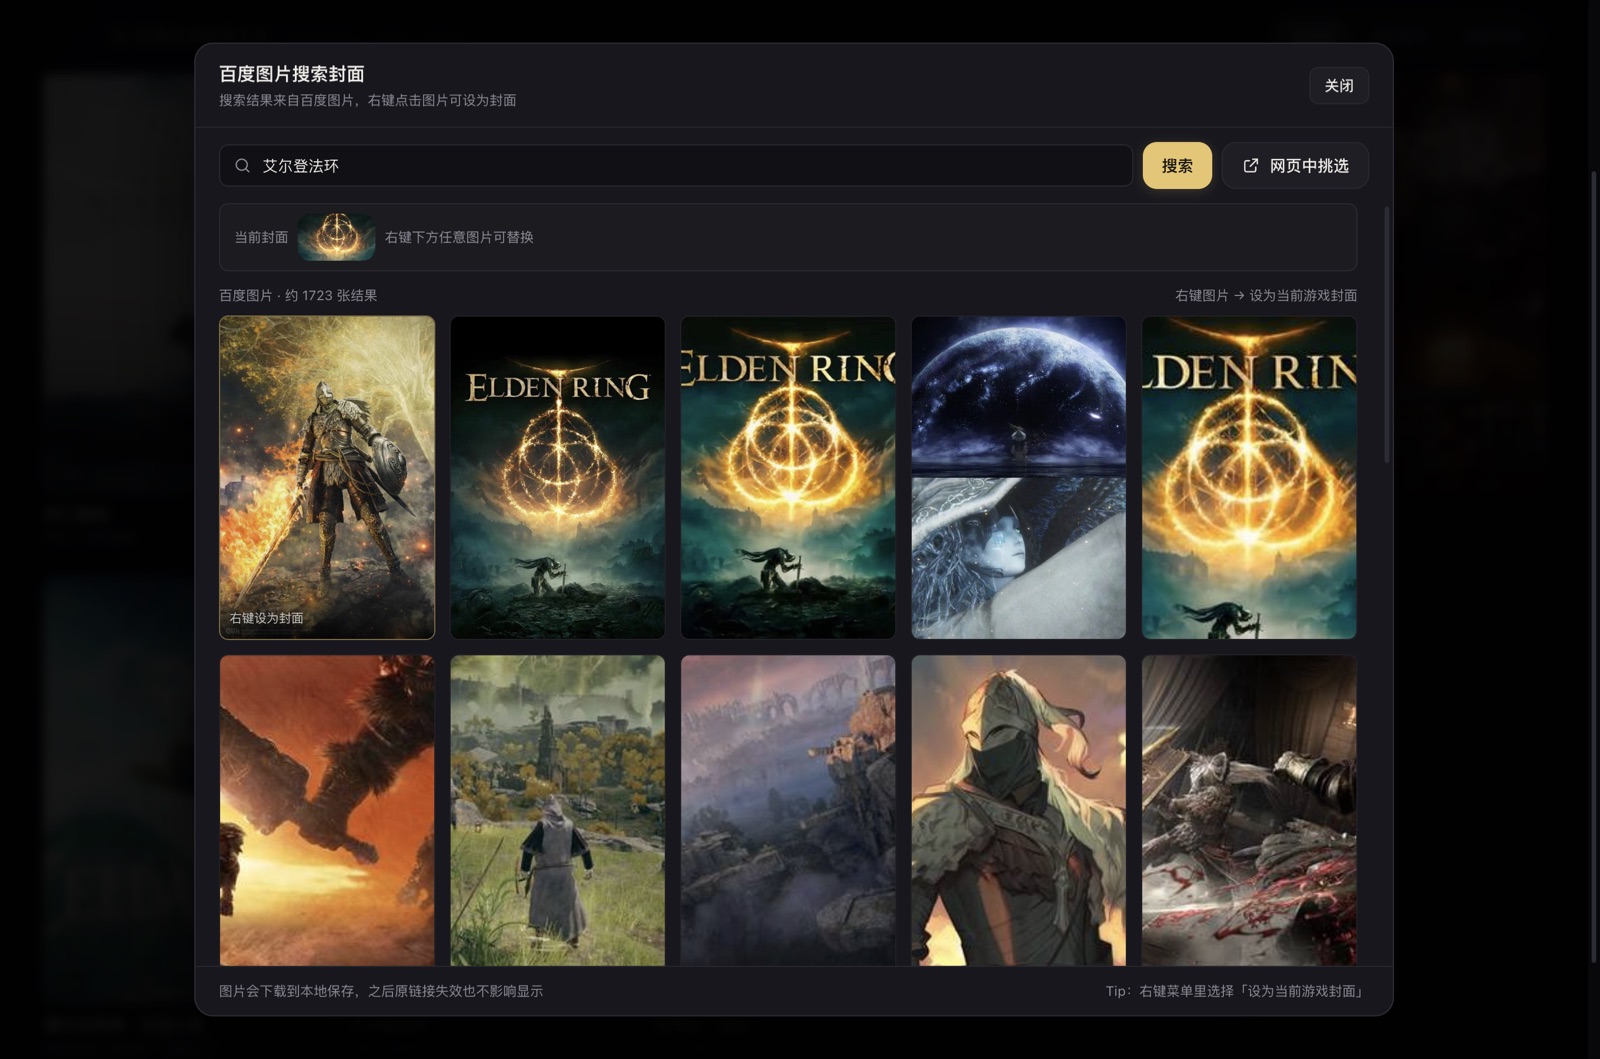 百度图片搜索封面
搜索结果来自百度图片，右键点击图片可设为封面
关闭
艾尔登法环
搜索
网页中挑选
当前封面
右键下方任意图片可替换
百度图片 · 约 1723 张结果
右键图片 → 设为当前游戏封面
右键设为封面
ELDEN RING
ELDEN RING
LDEN RIN
图片会下载到本地保存，之后原链接失效也不影响显示
Tip：右键菜单里选择「设为当前游戏封面」